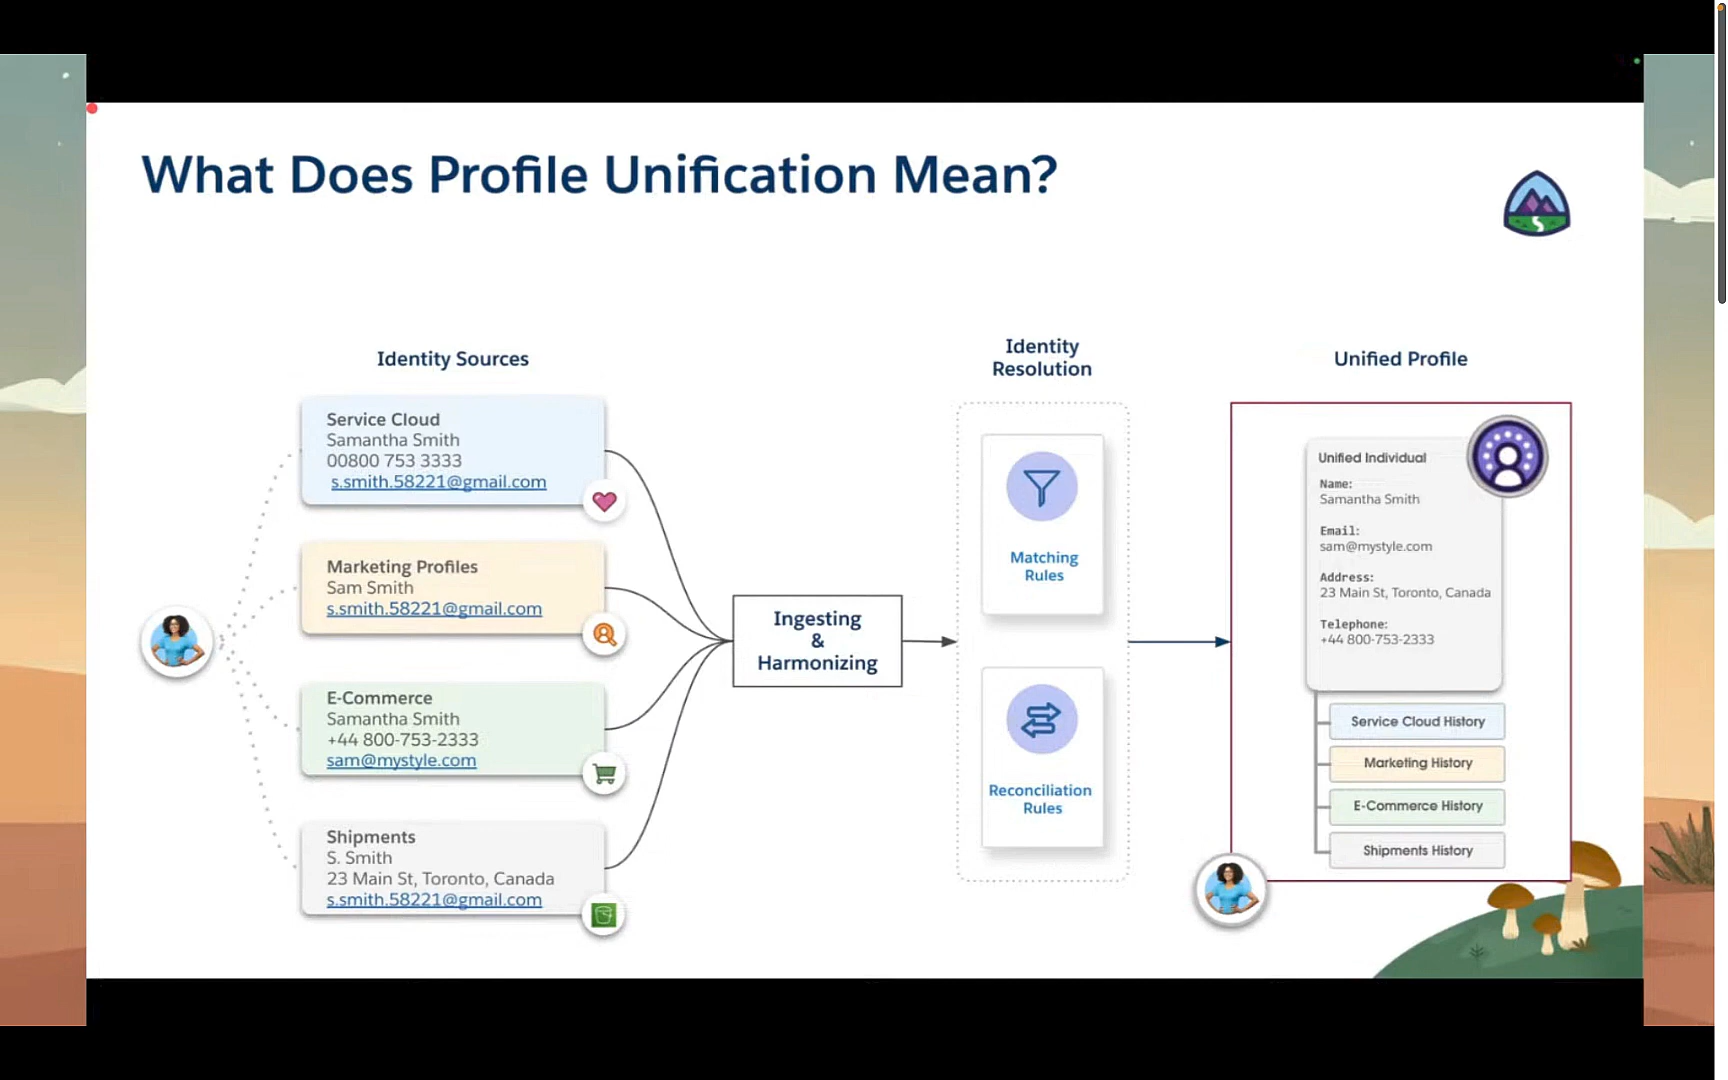 What Does Profile Unification Mean?
Identity Sources
Service Cloud
Samantha Smith
00800 753 3333
s.smith.58221@gmail.com
Marketing Profiles
Sam Smith
s.smith.58221@gmail.com
E-Commerce
Samantha Smith
+44 800-753-2333
sam@mystyle.com
Shipments
S. Smith
23 Main St, Toronto, Canada
s.smith.58221@gmail.com
Ingesting
&
Harmonizing
Identity
Resolution
Matching
Rules
Reconciliation
Rules
Unified Profile
Unified Individual
Name:
Samantha Smith
Email:
sam@mystyle.com
Address:
23 Main St, Toronto, Canada
Telephone:
+44 800-753-2333
Service Cloud History
Marketing History
E-Commerce History
Shipments History